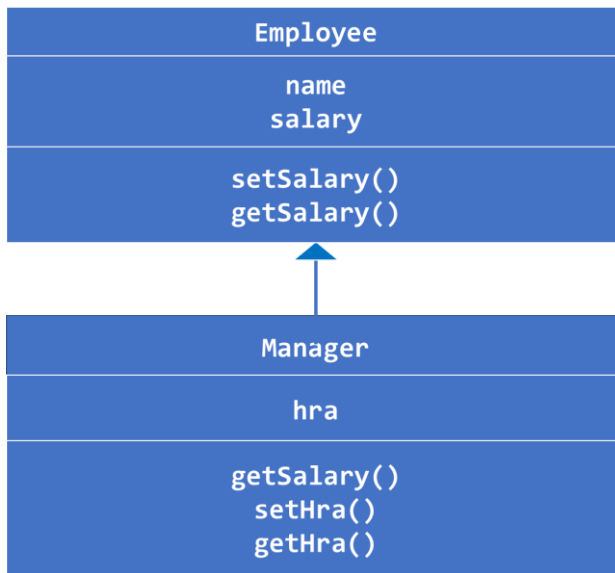 Employee
name
salary
setSalary()
getSalary()
Manager
hra
getSalary()
setHra()
getHra()